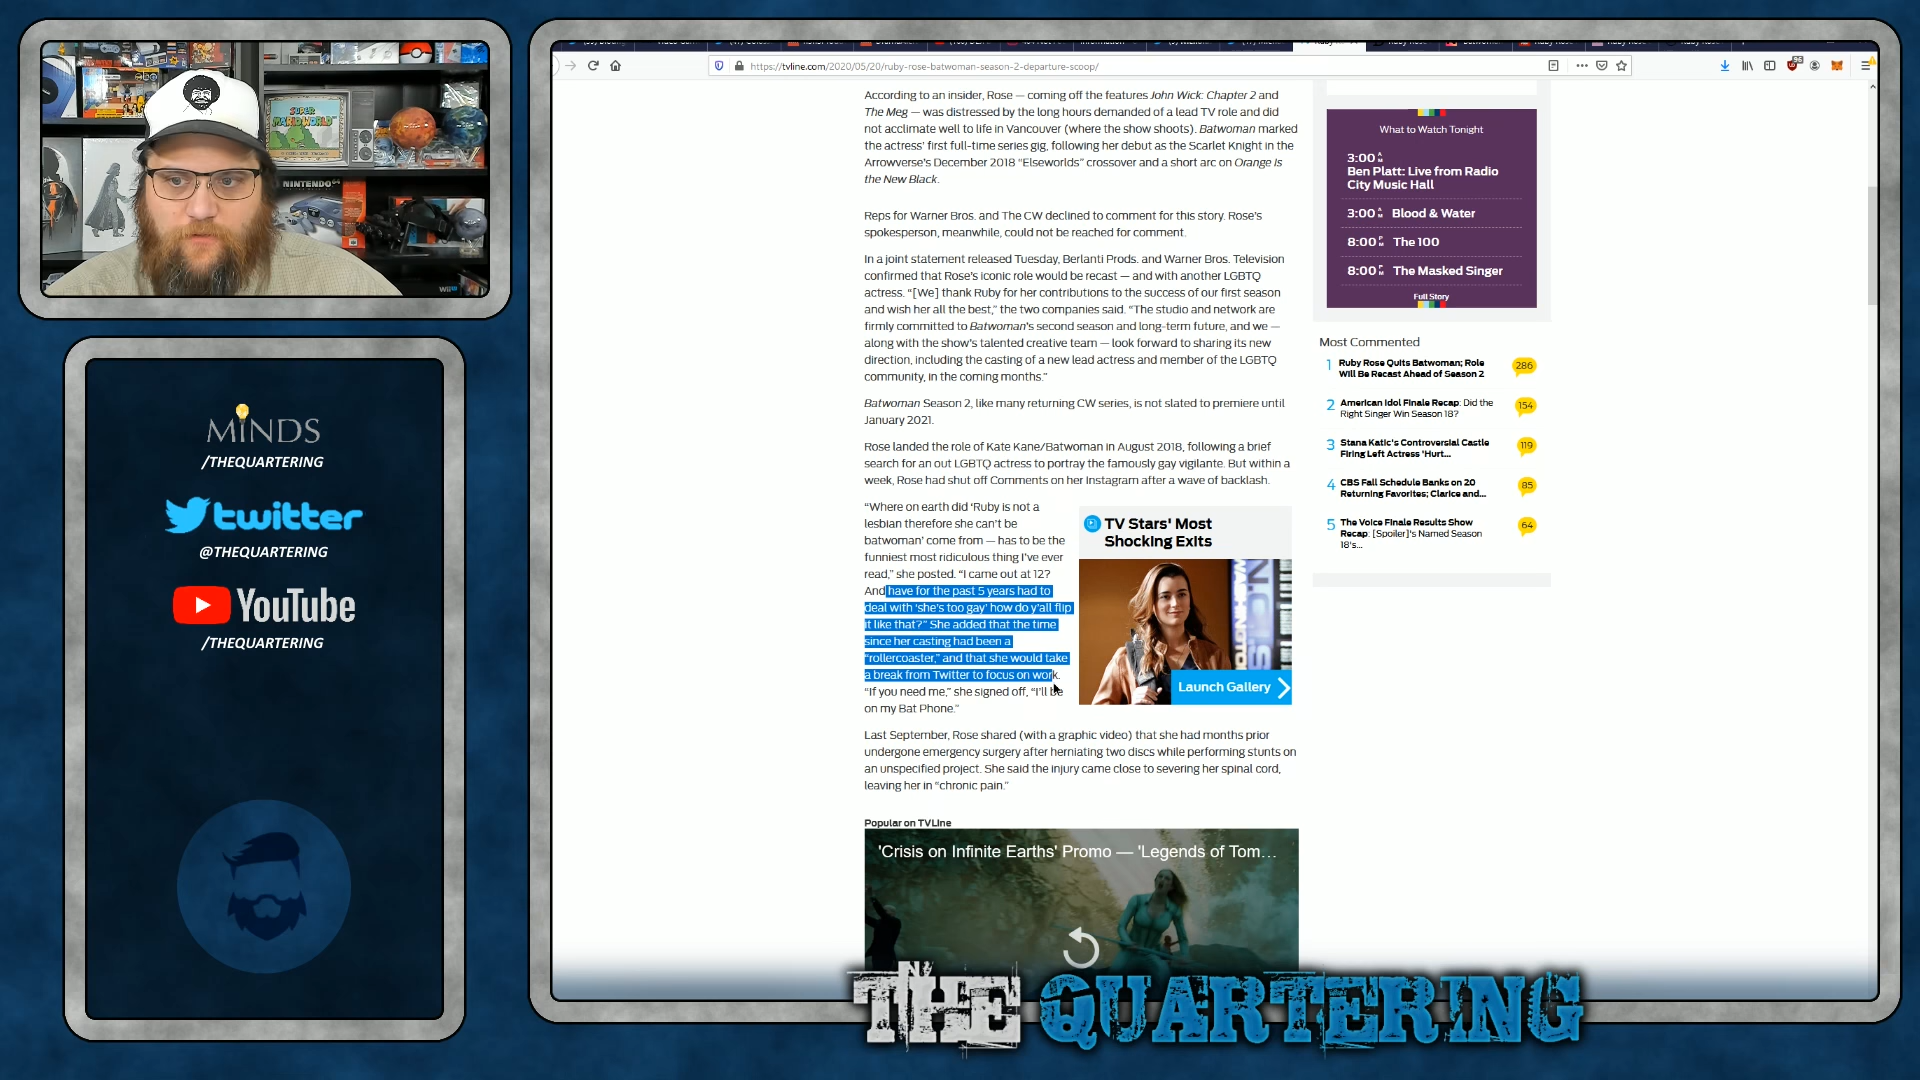 MINDS
/THEQUARTERING
twitter
@THEQUARTERING
YouTube
/THEQUARTERING
SUPER
MARIO WORLD
NINTENDO
https://tvline.com/2020/05/20/ruby-rose-batwoman-season-2-departure-scoop/
According to an insider, Rose — coming off the features John Wick: Chapter 2 and
The Meg — was distressed by the long hours demanded of a lead TV role and did
not acclimate well to life in Vancouver (where the show shoots). Batwoman marked
the actress' first full-time series gig, following her debut as the Scarlet Knight in the
Arrowverse's December 2018 “Elseworlds” crossover and a short arc on Orange Is
the New Black.
Reps for Warner Bros. and The CW declined to comment for this story. Rose's
spokesperson, meanwhile, could not be reached for comment.
In a joint statement released Tuesday, Berlanti Prods. and Warner Bros. Television
confirmed that Rose's iconic role would be recast — and with another LGBTQ
actress. “[We] thank Ruby for her contributions to the success of our first season
and wish her all the best,” the two companies said. “The studio and network are
firmly committed to Batwoman's second season and long-term future, and we —
along with the show's talented creative team — look forward to sharing its new
direction, including the casting of a new lead actress and member of the LGBTQ
community, in the coming months.”
Batwoman Season 2, like many returning CW series, is not slated to premiere until
January 2021.
Rose landed the role of Kate Kane/Batwoman in August 2018, following a brief
search for an out LGBTQ actress to portray the famously gay vigilante. But within a
week, Rose had shut off Comments on her Instagram after a wave of backlash.
“Where on earth did ‘Ruby is not a
lesbian therefore she can't be
batwoman’ come from — has to be the
funniest most ridiculous thing I've ever
read,” she posted. “I came out at 12?
And have for the past 5 years had to
deal with ‘she's too gay’ how do y'all flip
it like that?” She added that the time
since her casting had been a
“rollercoaster,” and that she would take
a break from Twitter to focus on work.
“If you need me,” she signed off, “I'll be
on my Bat Phone.”
TV Stars' Most
Shocking Exits
Launch Gallery
Last September, Rose shared (with a graphic video) that she had months prior
undergone emergency surgery after herniating two discs while performing stunts on
an unspecified project. She said the injury came close to severing her spinal cord,
leaving her in “chronic pain.”
Popular on TVLine
'Crisis on Infinite Earths' Promo — 'Legends of Tom…
What to Watch Tonight
3:00 AM
Ben Platt: Live from Radio
City Music Hall
3:00 AM Blood & Water
8:00 PM The 100
8:00 PM The Masked Singer
Full Story
Most Commented
1 Ruby Rose Quits Batwoman; Role
Will Be Recast Ahead of Season 2
286
2 American Idol Finale Recap: Did the
Right Singer Win Season 18?
154
3 Stana Katic's Controversial Castle
Firing Left Actress 'Hurt...
119
4 CBS Fall Schedule Banks on 20
Returning Favorites; Clarice and...
85
5 The Voice Finale Results Show
Recap: [Spoiler]'s Named Season
18's...
64
THE QUARTERING